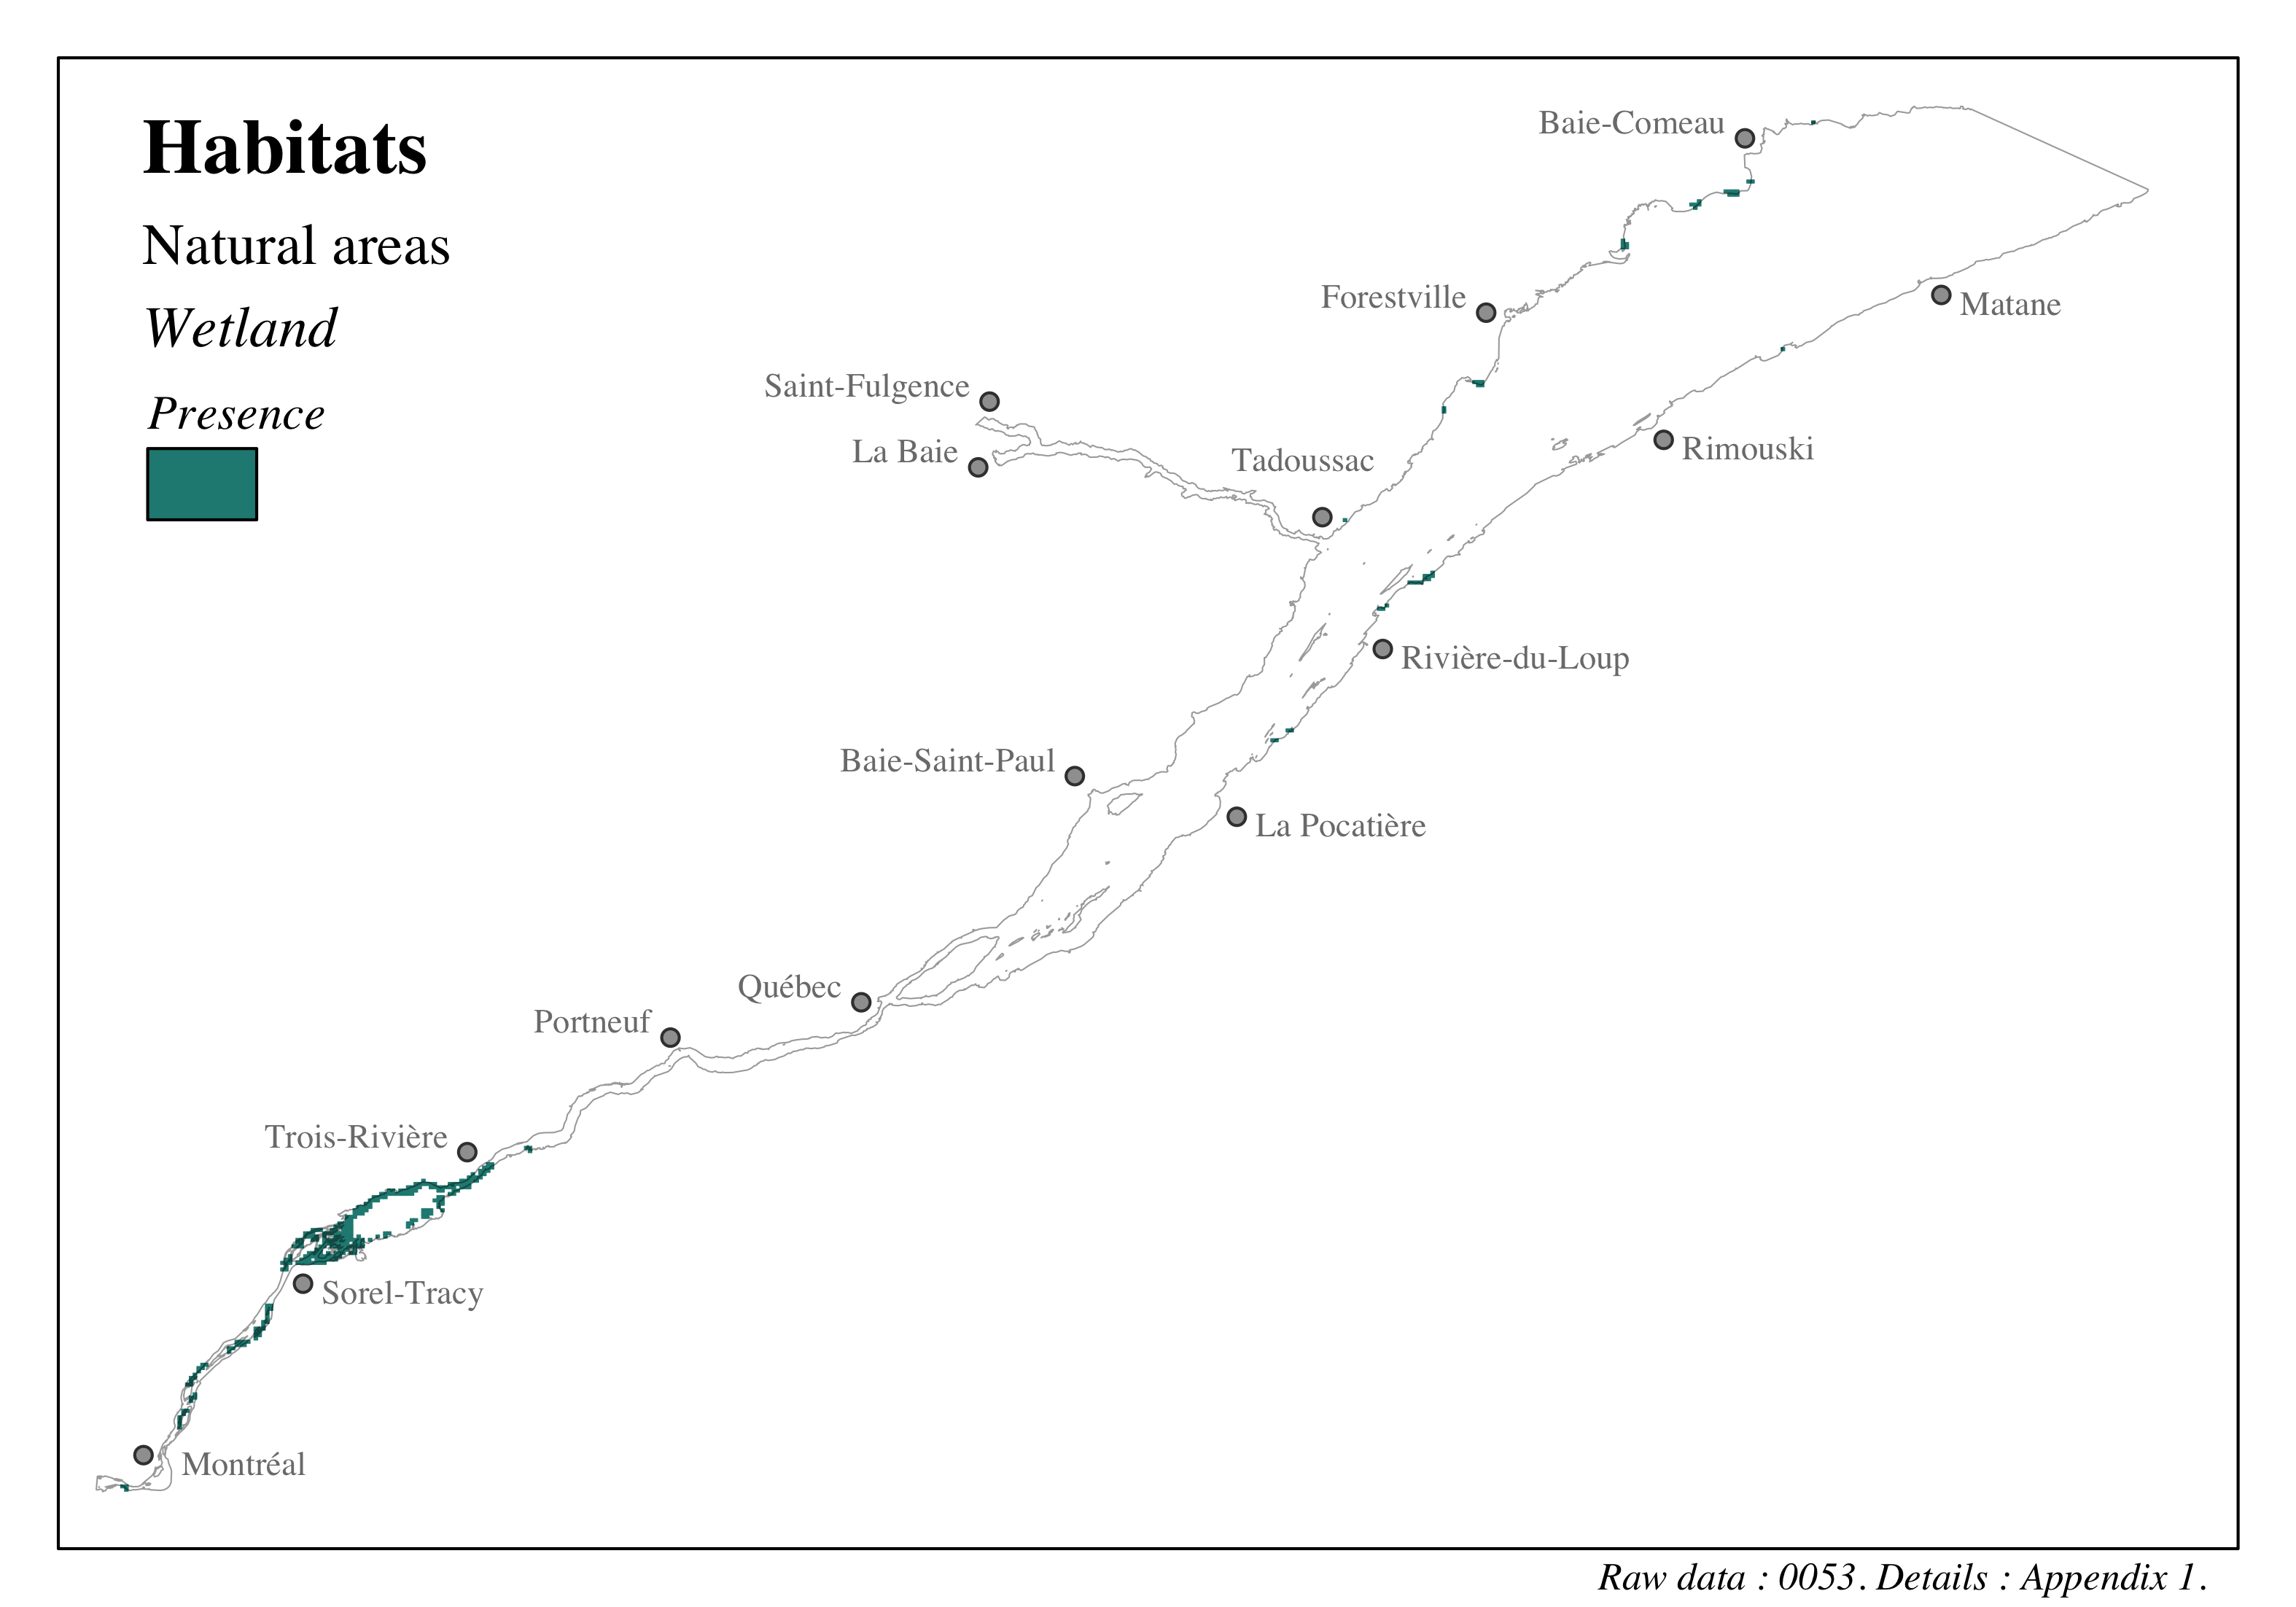 Habitats
Natural areas
Wetland
Presence
Baie-Comeau
Forestville
Matane
Saint-Fulgence
La Baie
Tadoussac
Rimouski
Rivière-du-Loup
Baie-Saint-Paul
La Pocatière
Québec
Portneuf
Trois-Rivière
Sorel-Tracy
Montréal
Raw data : 0053. Details : Appendix 1.